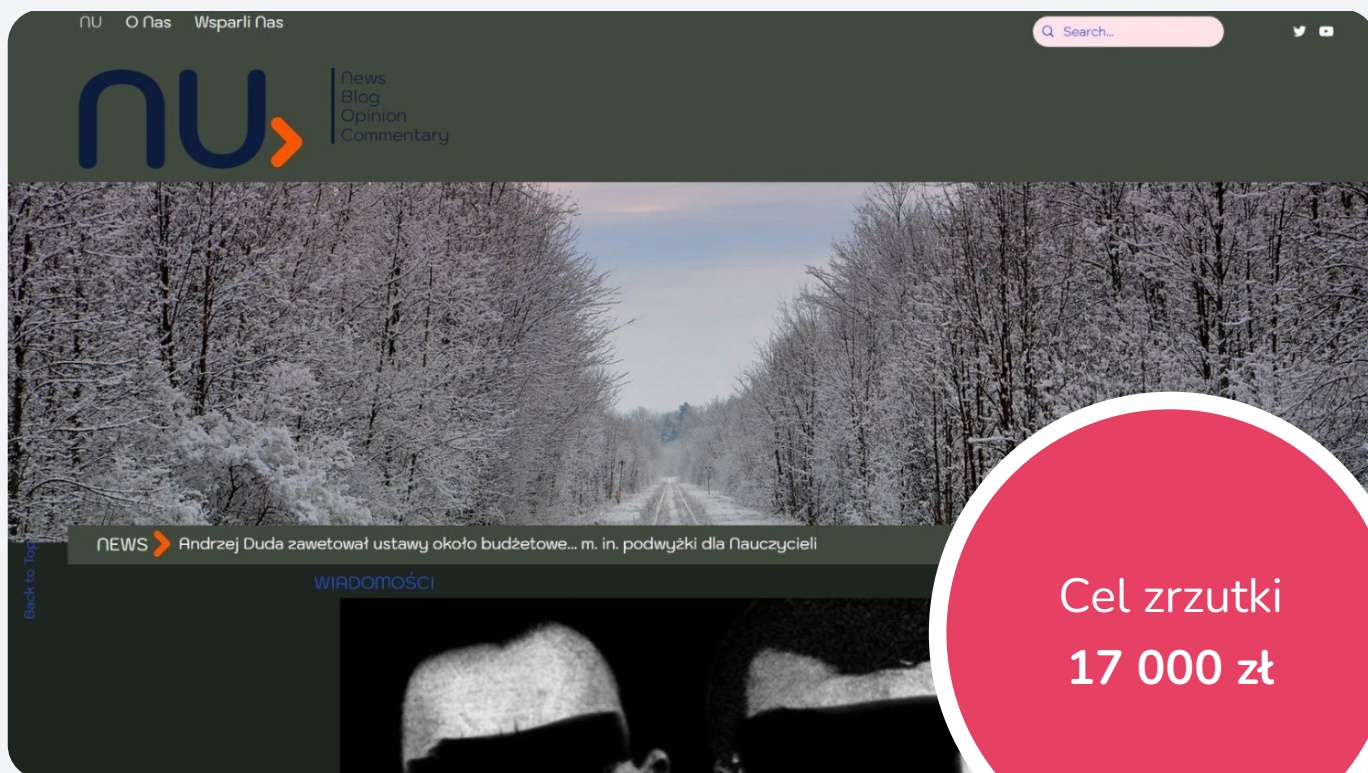 NU O Nas Wsparli Nas
Search...
nu
News
Blog
Opinion
Commentary
NEWS Andrzej Duda zawetował ustawy około budżetowe... m. in. podwyżki dla Nauczycieli
Back to Top
WIADOMOŚCI
Cel zrzutki
17 000 zł